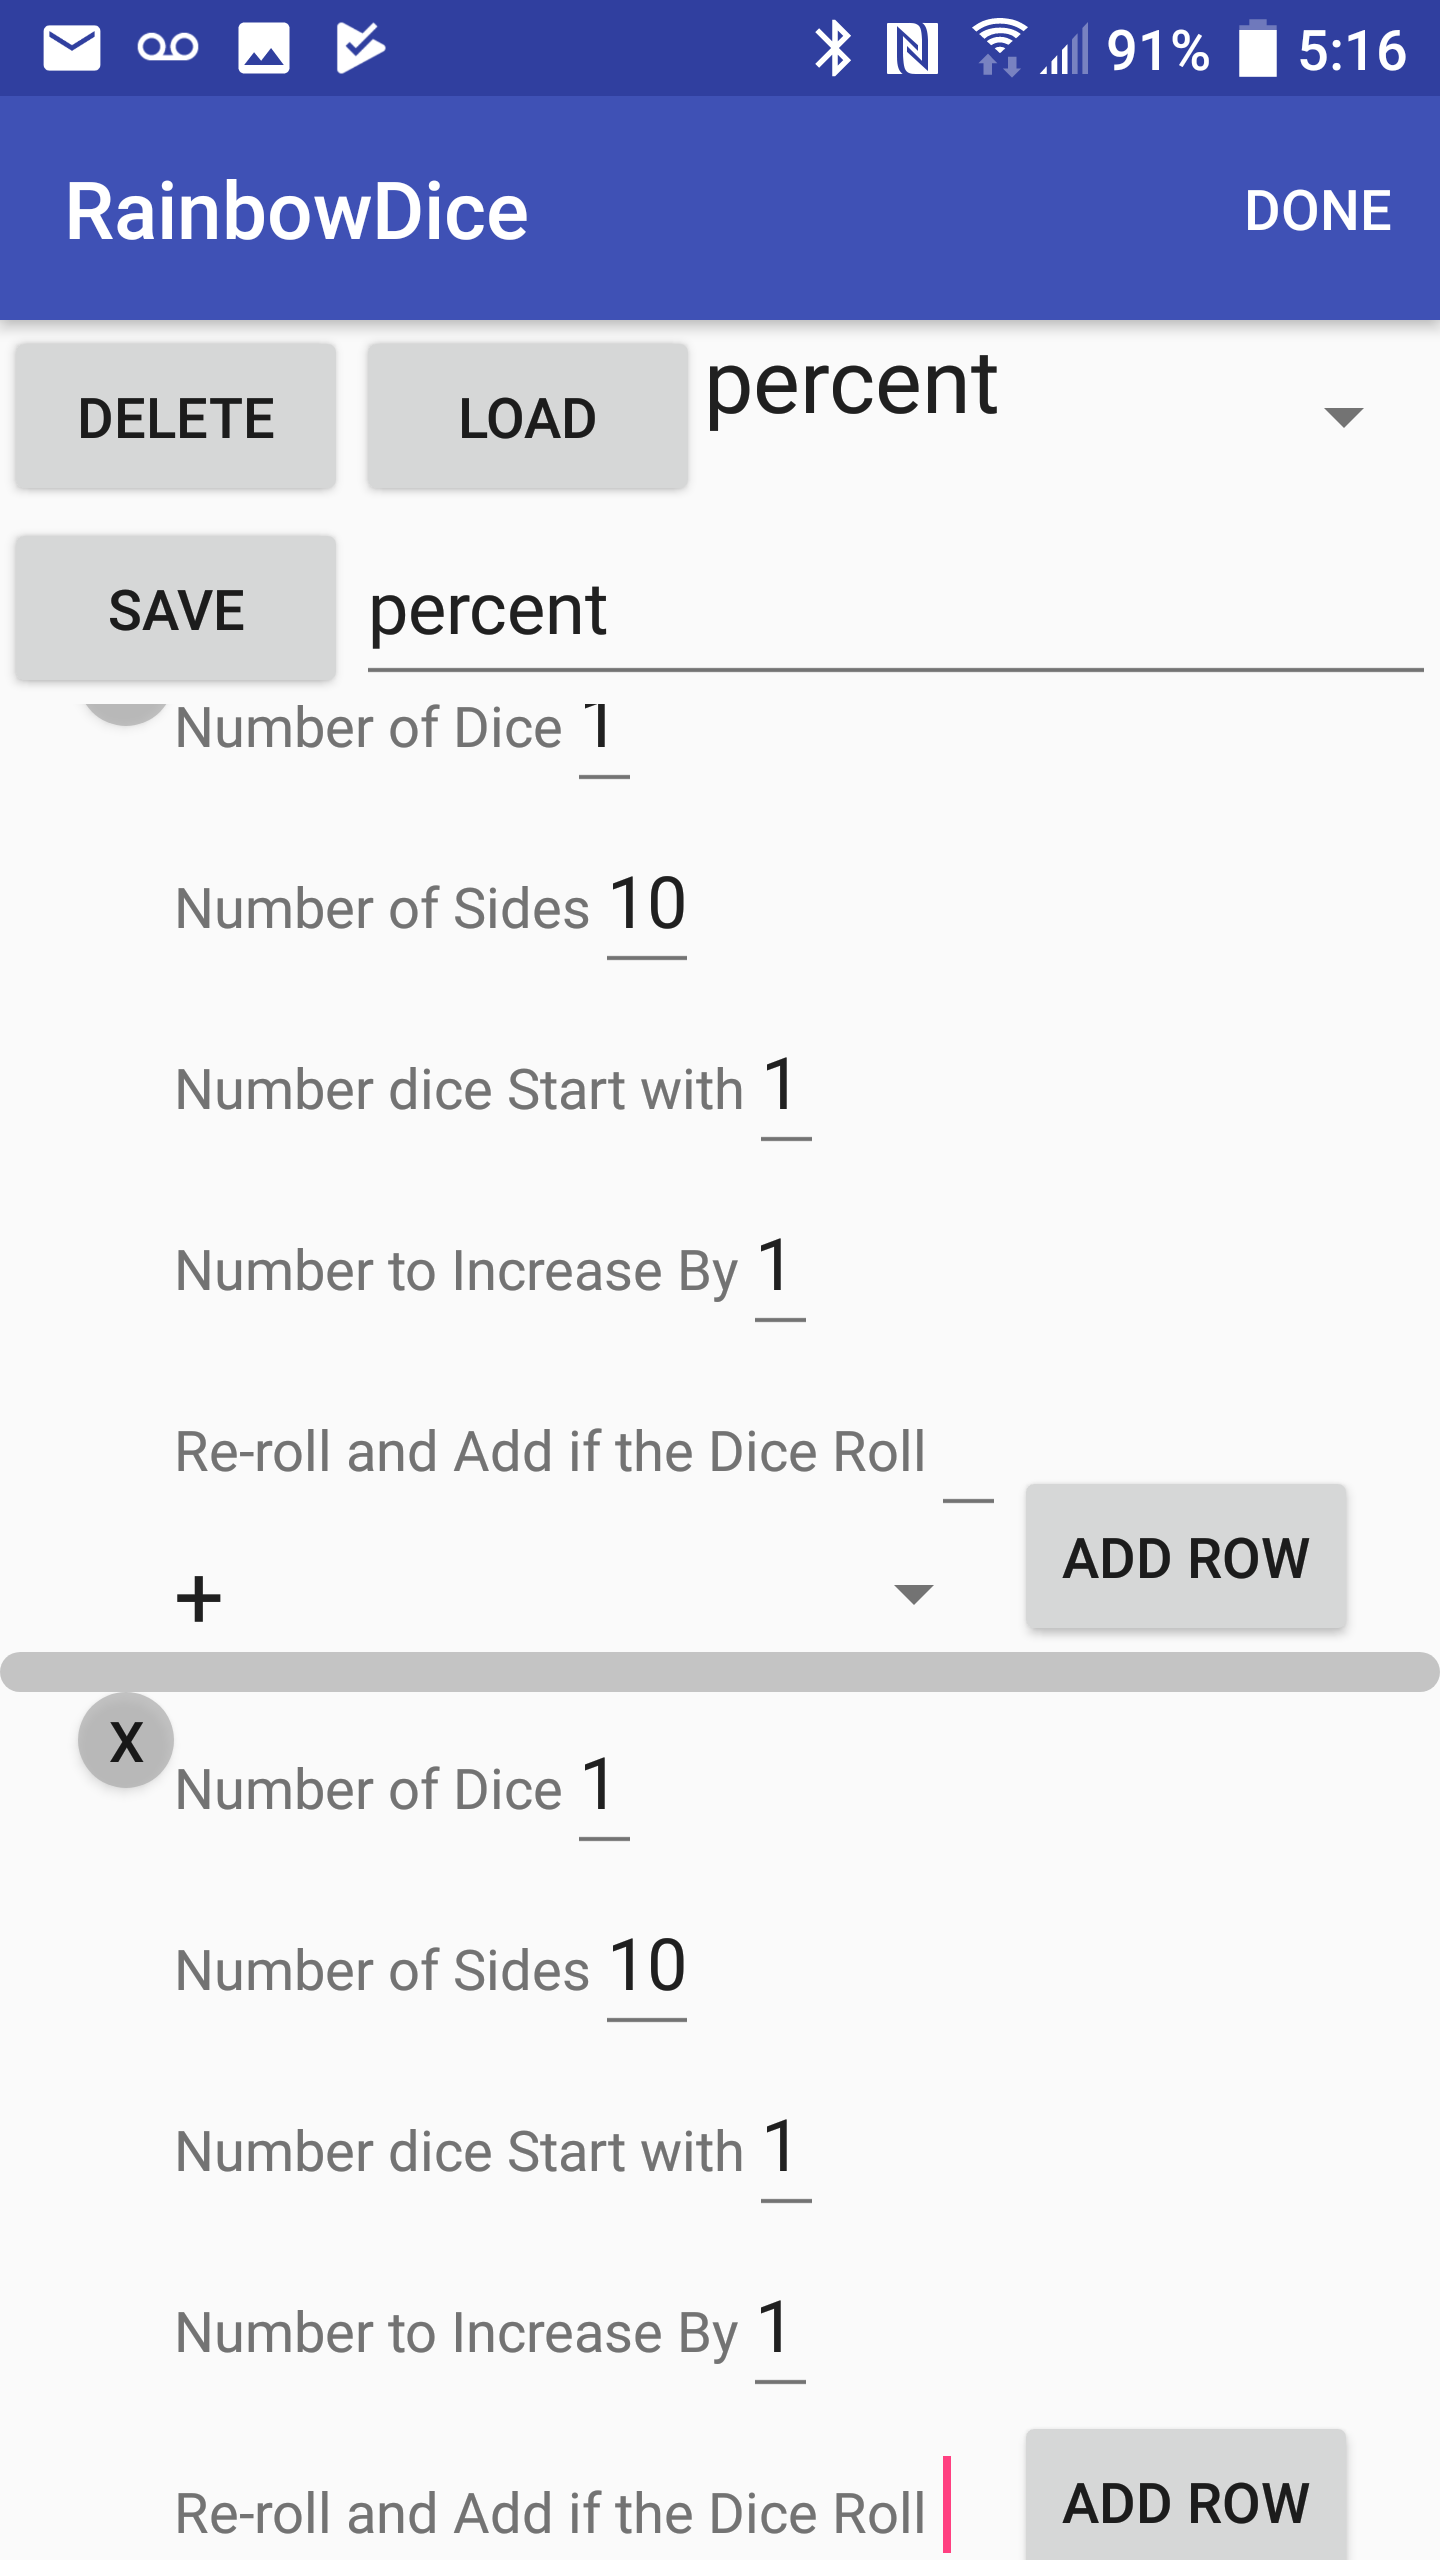 91% 5:16
RainbowDice DONE
DELETE LOAD percent
SAVE percent
Number of Dice 1
Number of Sides 10
Number dice Start with 1
Number to Increase By 1
Re-roll and Add if the Dice Roll
+ ADD ROW
X
Number of Dice 1
Number of Sides 10
Number dice Start with 1
Number to Increase By 1
Re-roll and Add if the Dice Roll ADD ROW